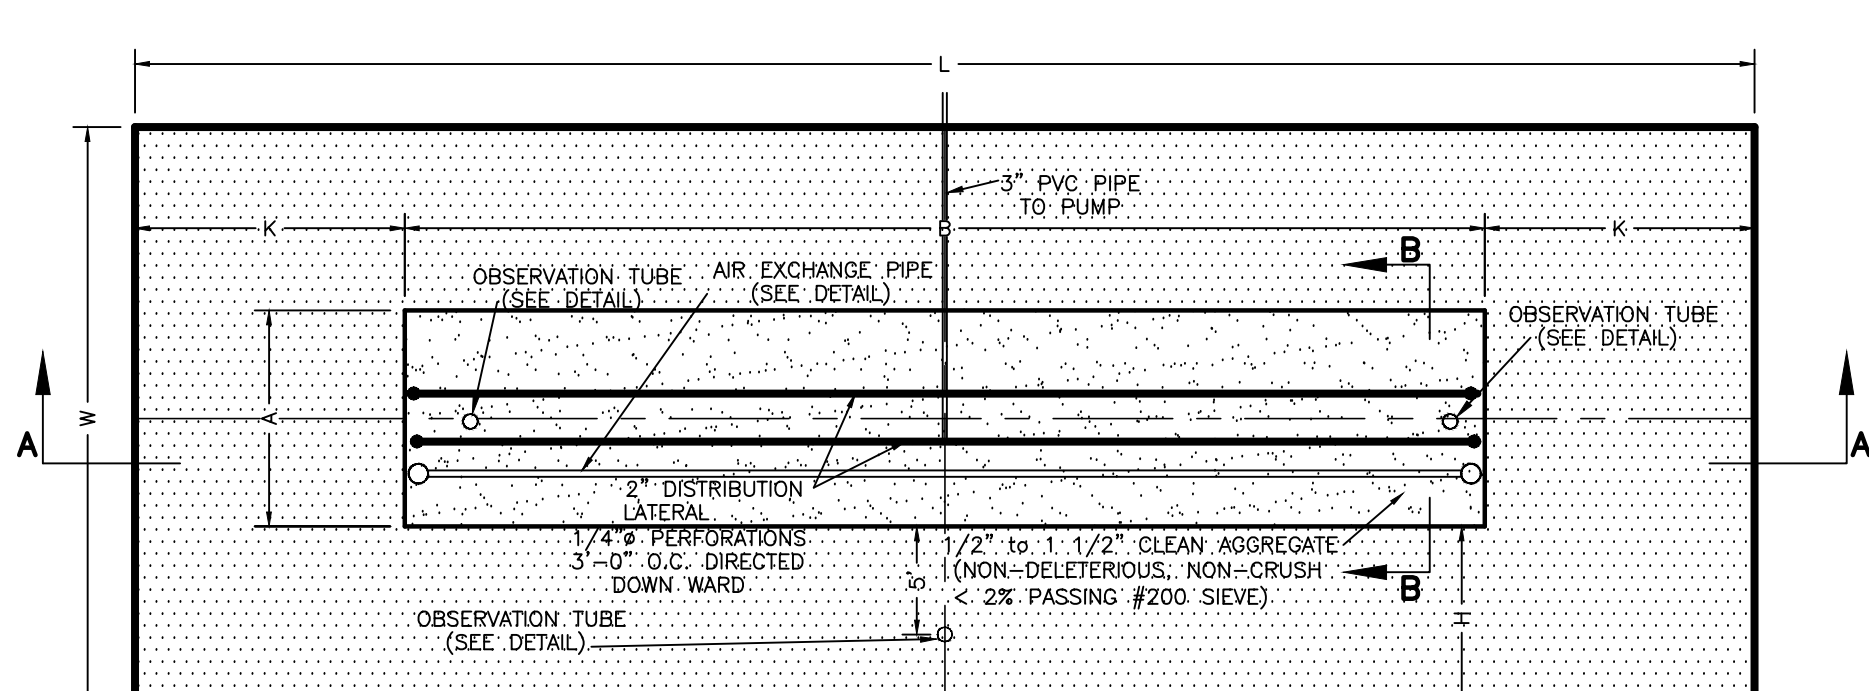 L
3" PVC PIPE
TO PUMP
K
B
K
B
OBSERVATION TUBE
(SEE DETAIL)
AIR EXCHANGE PIPE
(SEE DETAIL)
OBSERVATION TUBE
(SEE DETAIL)
W
A
A
A
2" DISTRIBUTION
LATERAL
1/4"ø PERFORATIONS
3'-0" O.C. DIRECTED
DOWN WARD
5'
1/2" to 1 1/2" CLEAN AGGREGATE
(NON-DELETERIOUS, NON-CRUSH
< 2% PASSING #200 SIEVE)
B
H
OBSERVATION TUBE
(SEE DETAIL)